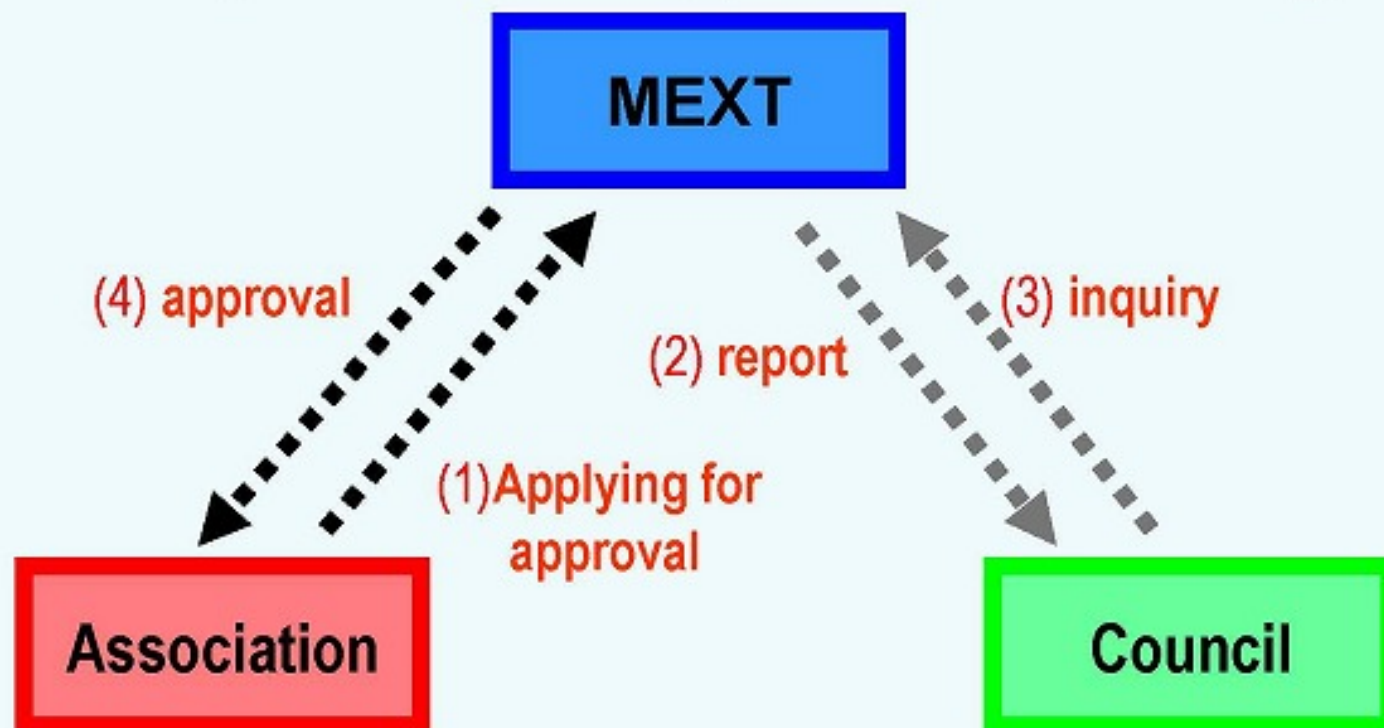 MEXT
(4) approval
(3) inquiry
(2) report
(1)Applying for
approval
Association
Council